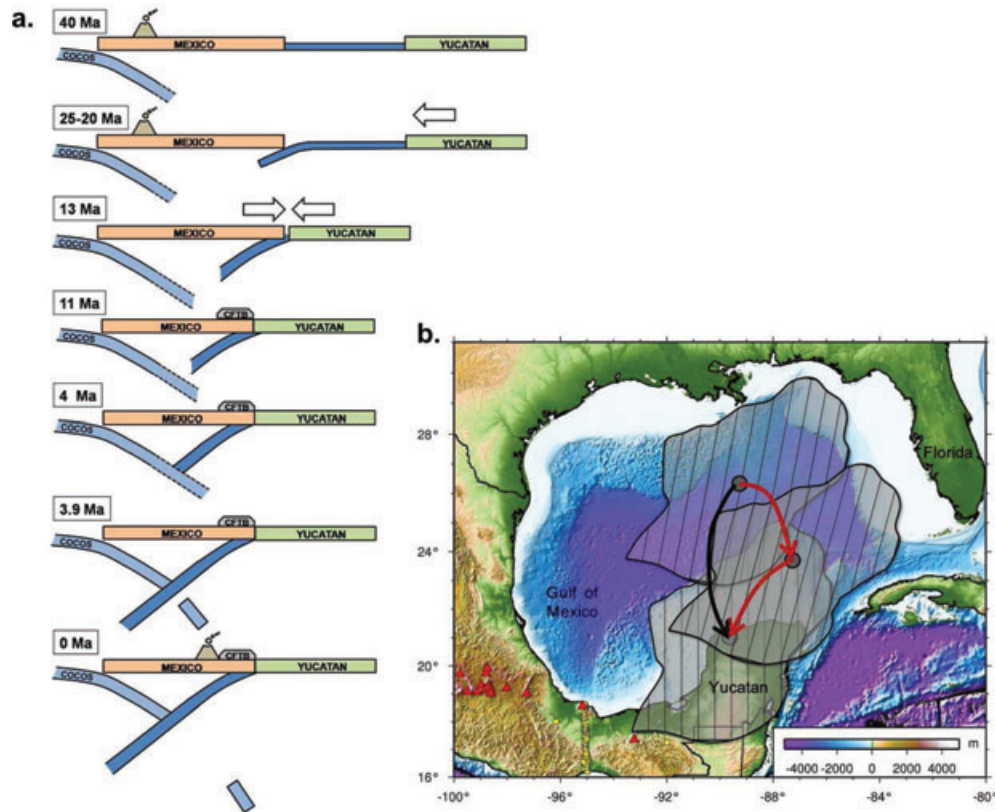 a.
40 Ma
MEXICO
YUCATAN
COCOS
25-20 Ma
MEXICO
YUCATAN
COCOS
13 Ma
MEXICO
YUCATAN
COCOS
11 Ma
CFTB
MEXICO
YUCATAN
COCOS
4 Ma
CFTB
MEXICO
YUCATAN
COCOS
3.9 Ma
CFTB
MEXICO
YUCATAN
COCOS
0 Ma
CFTB
MEXICO
YUCATAN
COCOS
b.
28°
Florida
24°
Gulf of
Mexico
20°
Yucatan
m
-4000 -2000 0 2000 4000
16°
-100° -96° -92° -88° -84° -80°